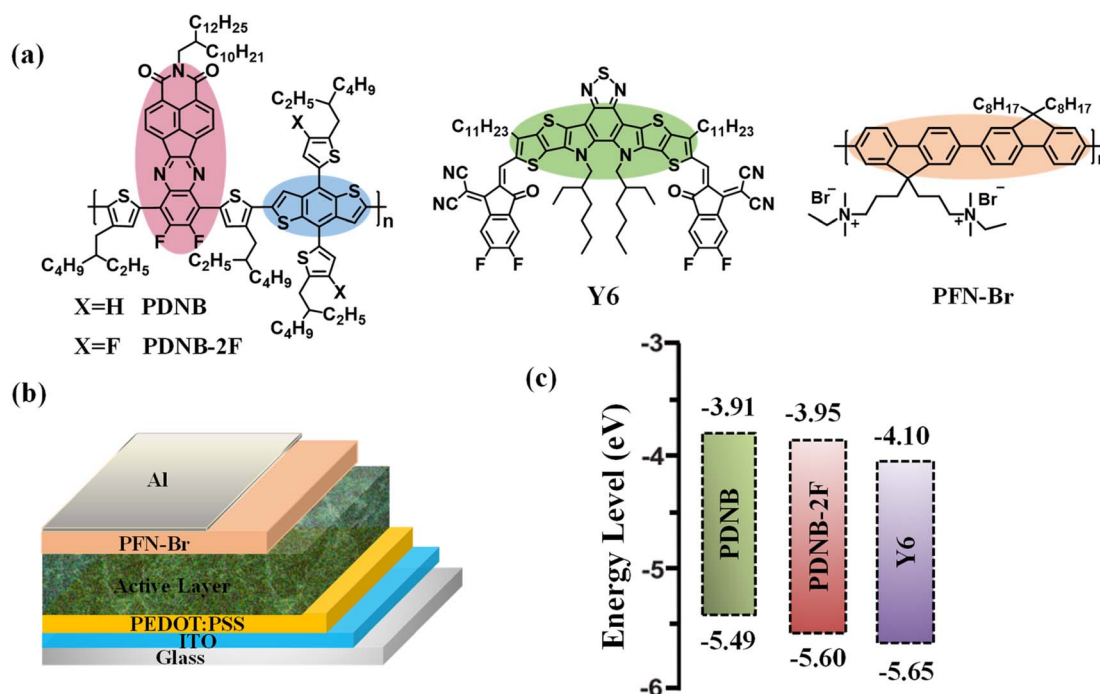 (a)
C₁₂H₂₅
C₁₀H₂₁
O N O
C₂H₅ C₄H₉
X
S
N N
S
S
S S
n
F F
S
C₄H₉ C₂H₅
C₂H₅ C₄H₉
S
X
C₄H₉ C₂H₅
X=H PDNB
X=F PDNB-2F
S
N N
C₁₁H₂₃ S S C₁₁H₂₃
S N N S
NC CN
O O
NC CN
F F
F F
Y6
C₈H₁₇ C₈H₁₇
n
Br⁻ Br⁻
N+ N+
PFN-Br
(b)
Al
PFN-Br
Active Layer
PEDOT:PSS
ITO
Glass
(c)
Energy Level (eV)
-3
-4
-5
-6
-3.91
PDNB
-5.49
-3.95
PDNB-2F
-5.60
-4.10
Y6
-5.65